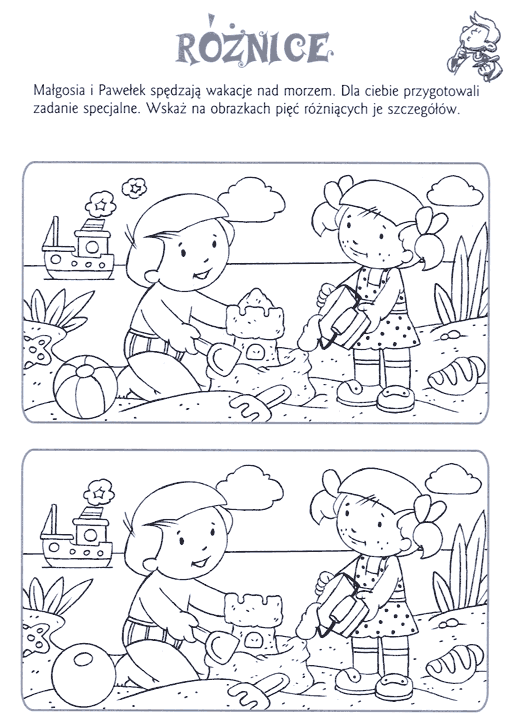 RÓŻNICE
Małgosia i Pawełek spędzają wakacje nad morzem. Dla ciebie przygotowali
zadanie specjalne. Wskaż na obrazkach pięć różniących je szczegółów.